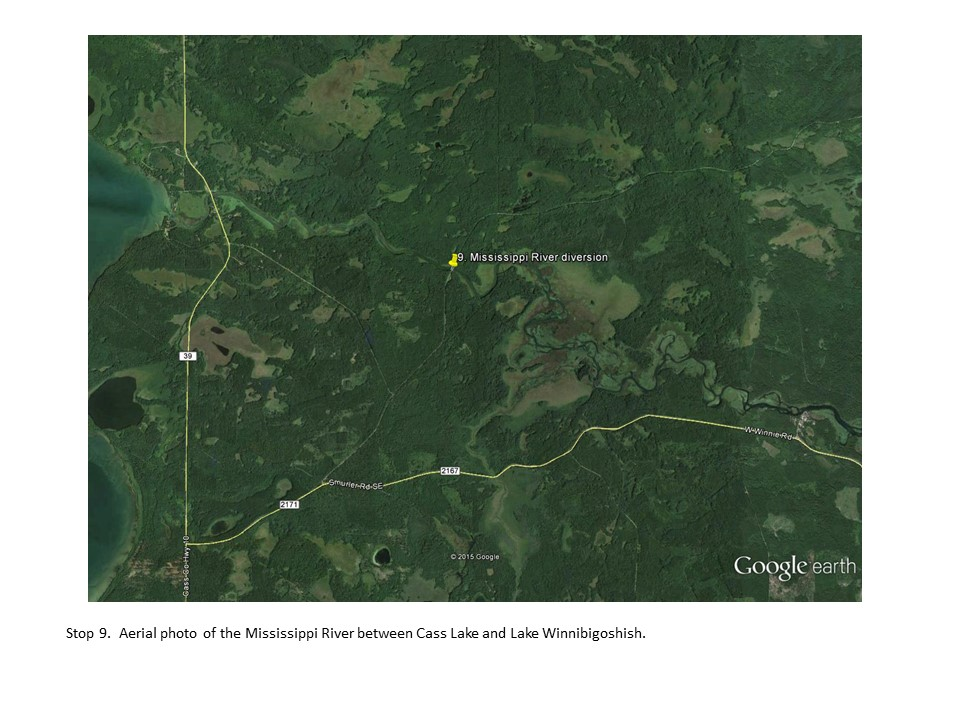 9. Mississippi River diversion
39
W Winnie Rd
2167
Smurler Rd SE
2171
Cass Co Hwy 10
© 2015 Google
Google earth
Stop 9. Aerial photo of the Mississippi River between Cass Lake and Lake Winnibigoshish.